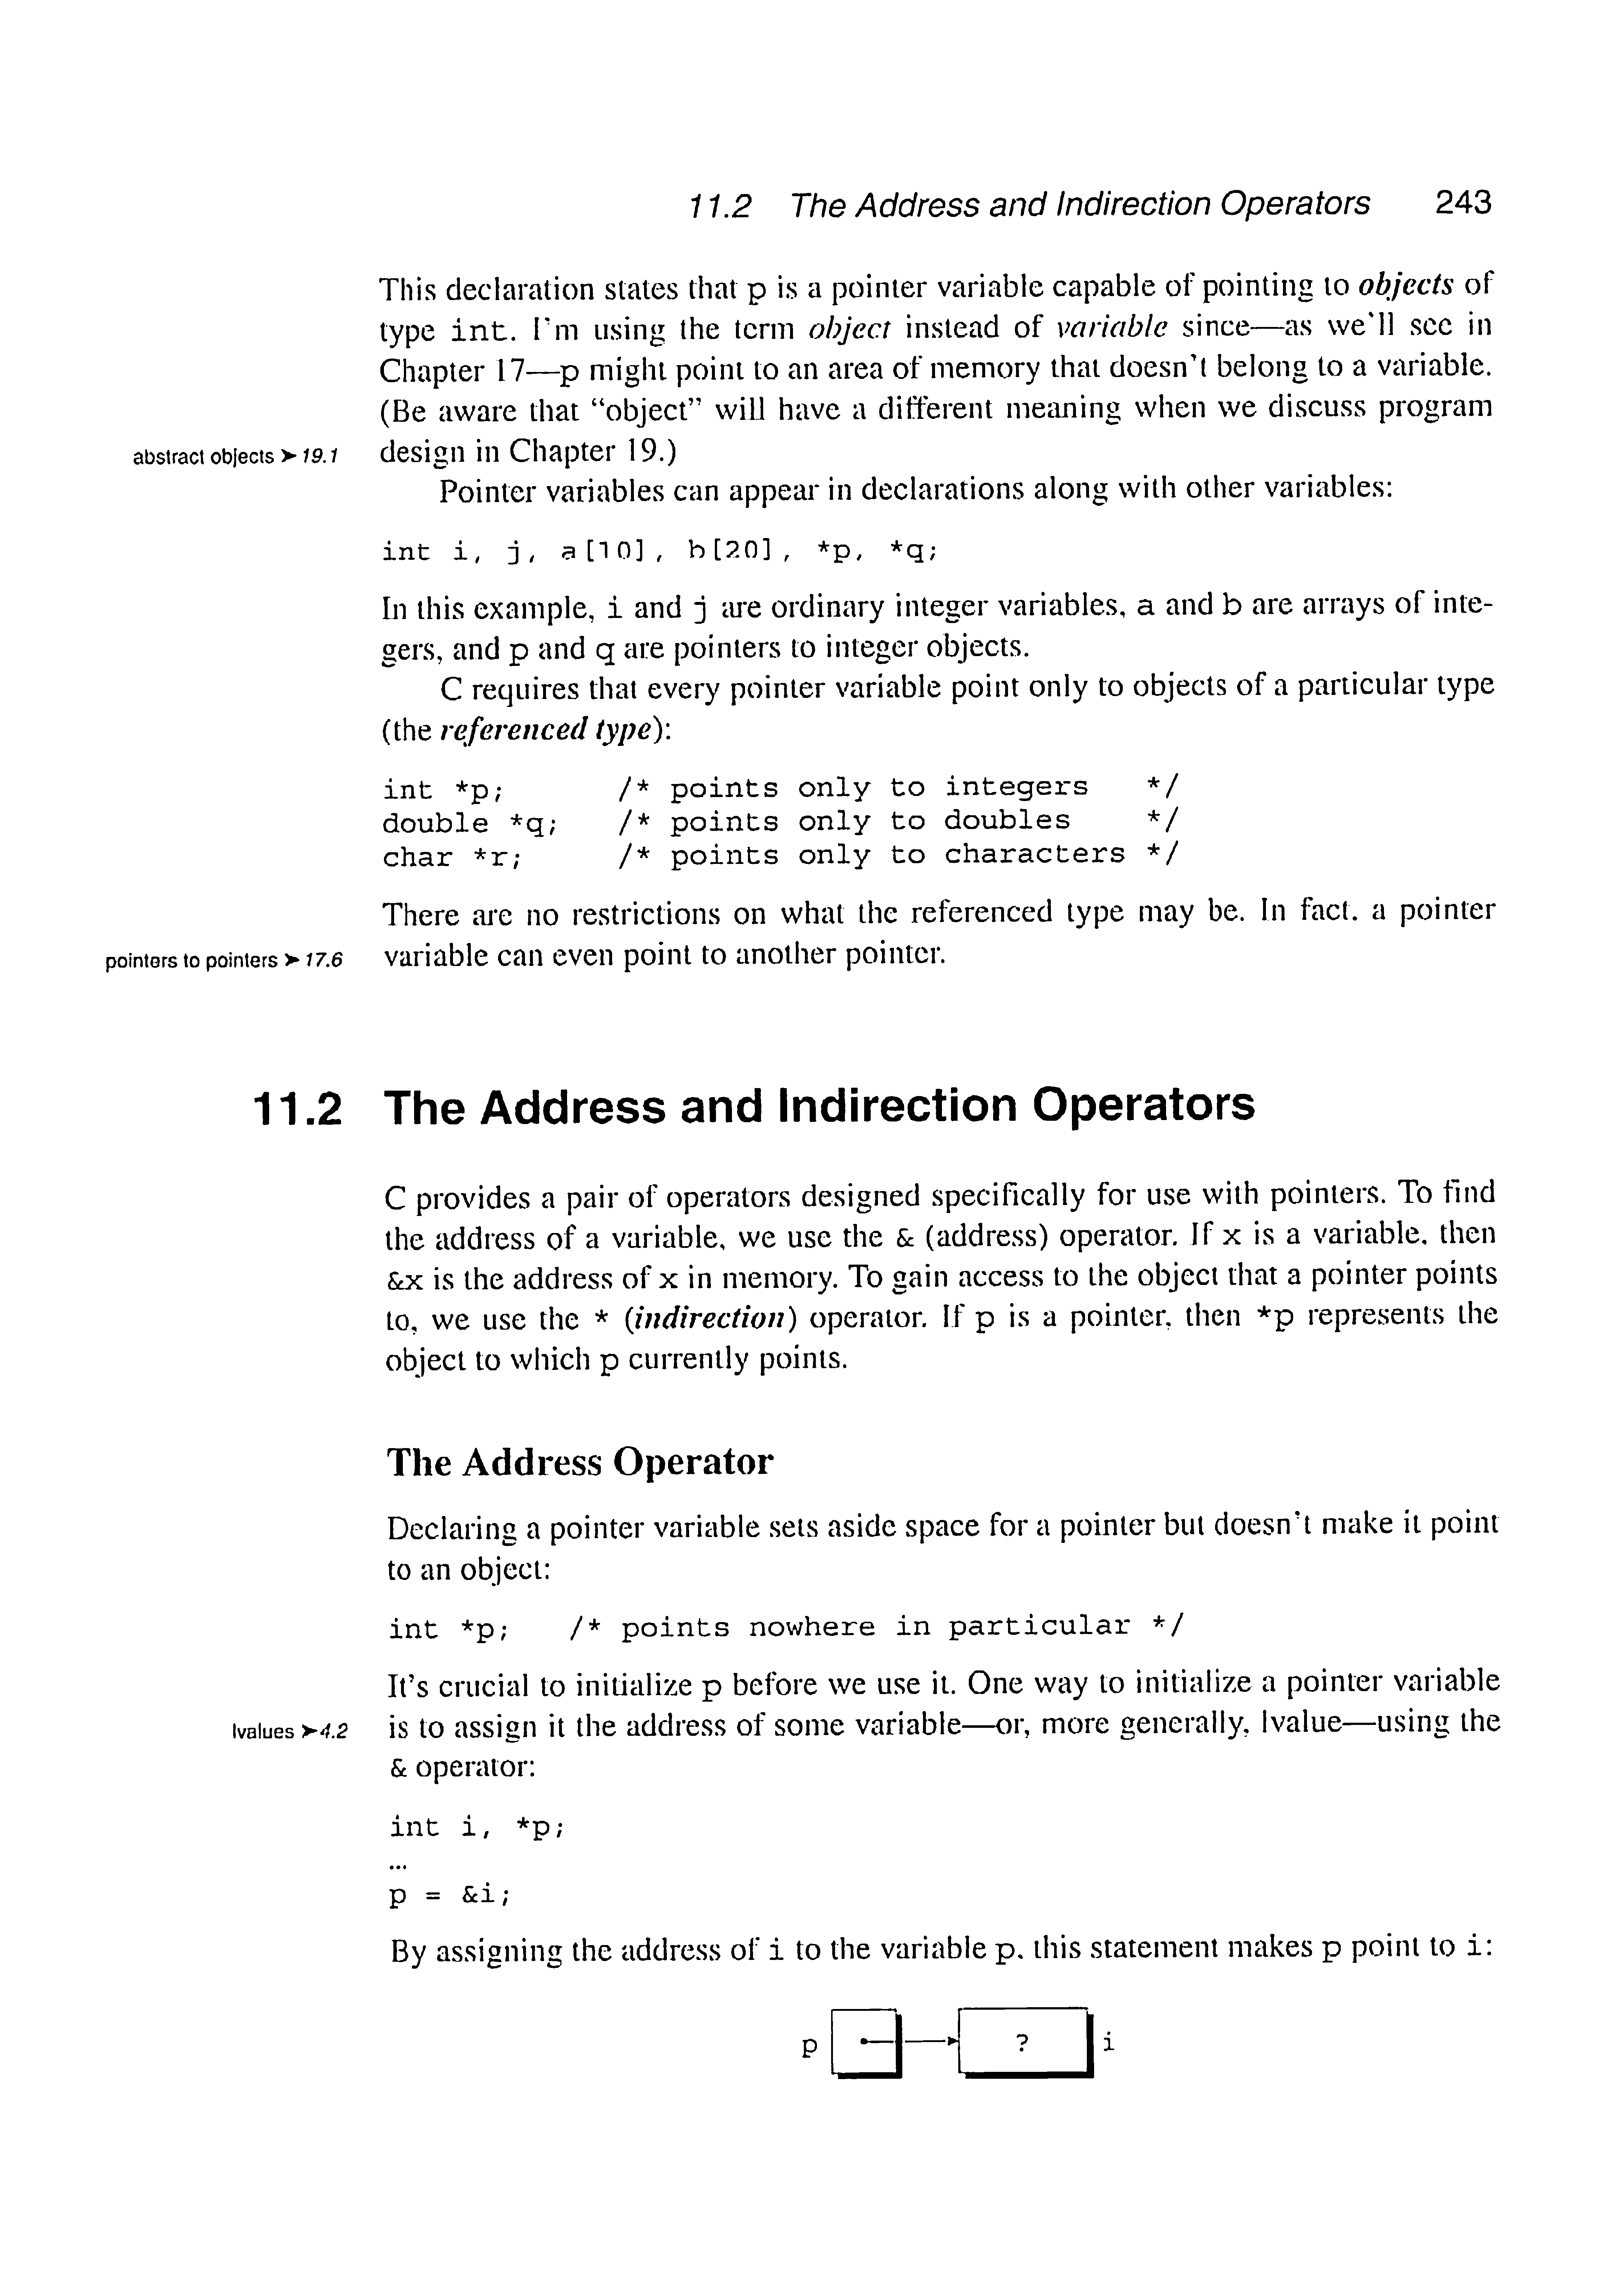 11.2 The Address and Indirection Operators 243
This declaration states that p is a pointer variable capable of pointing to objects of
type int. I'm using the term object instead of variable since—as we'll see in
Chapter 17—p might point to an area of memory that doesn't belong to a variable.
(Be aware that “object” will have a different meaning when we discuss program
abstract objects ➤ 19.1 design in Chapter 19.)
Pointer variables can appear in declarations along with other variables:
int i, j, a[10], b[20], *p, *q;
In this example, i and j are ordinary integer variables, a and b are arrays of inte-
gers, and p and q are pointers to integer objects.
C requires that every pointer variable point only to objects of a particular type
(the referenced type):
int *p; /* points only to integers */
double *q; /* points only to doubles */
char *r; /* points only to characters */
There are no restrictions on what the referenced type may be. In fact, a pointer
pointers to pointers ➤ 17.6 variable can even point to another pointer.
11.2 The Address and Indirection Operators
C provides a pair of operators designed specifically for use with pointers. To find
the address of a variable, we use the & (address) operator. If x is a variable, then
&x is the address of x in memory. To gain access to the object that a pointer points
to, we use the * (indirection) operator. If p is a pointer, then *p represents the
object to which p currently points.
The Address Operator
Declaring a pointer variable sets aside space for a pointer but doesn't make it point
to an object:
int *p; /* points nowhere in particular */
It's crucial to initialize p before we use it. One way to initialize a pointer variable
lvalues ➤ 4.2 is to assign it the address of some variable—or, more generally, lvalue—using the
& operator:
int i, *p;
…
p = &i;
By assigning the address of i to the variable p, this statement makes p point to i:
p ? i